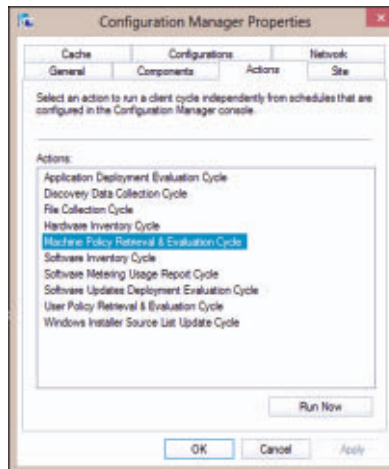 Configuration Manager Properties
Cache Configurations Network
General Components Actions Site
Select an action to run a client cycle independently from schedules that are
configured in the Configuration Manager console.
Actions:
Application Deployment Evaluation Cycle
Discovery Data Collection Cycle
File Collection Cycle
Hardware Inventory Cycle
Machine Policy Retrieval & Evaluation Cycle
Software Inventory Cycle
Software Metering Usage Report Cycle
Software Updates Deployment Evaluation Cycle
User Policy Retrieval & Evaluation Cycle
Windows Installer Source List Update Cycle
Run Now
OK Cancel Apply